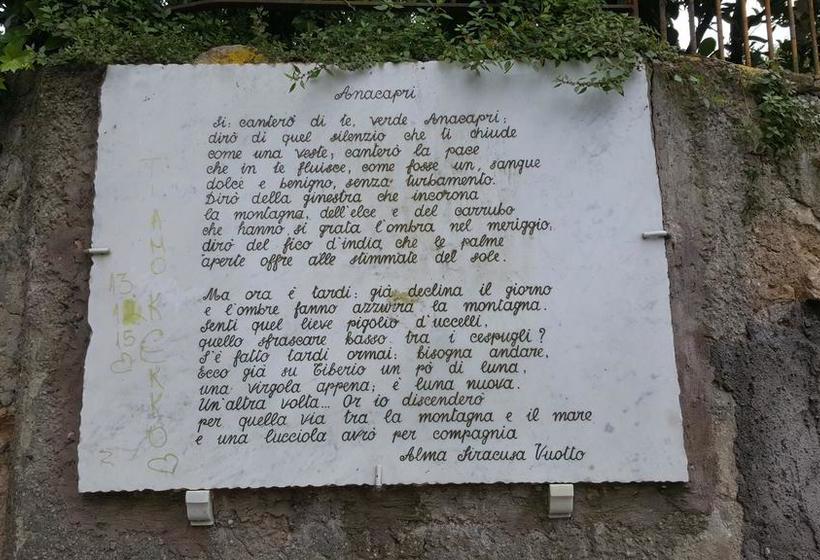 Anacapri
Sì: canterò di te, verde Anacapri;
dirò di quel silenzio che ti chiude
come una veste; canterò la pace
che in te fluisce, come fosse un sangue
dolce e benigno, senza turbamento.
Dirò della ginestra che incorona
la montagna, dell'elce e del carrubo
che hanno sì grata l'ombra nel meriggio,
dirò del fico d'india che le palme
aperte offre alle stimmate del sole.
Ma ora è tardi: già declina il giorno
e l'ombre fanno azzurra la montagna.
Senti quel lieve pigolio d'uccelli,
quello sfrascare basso tra i cespugli?
S'è fatto tardi ormai: bisogna andare,
Ecco già su Tiberio un pò di luna,
una virgola appena; è luna nuova.
Un'altra volta... Or io discenderò
per quella via tra la montagna e il mare
e una lucciola avrò per compagnia
Alma Siracusa Vuotto
TI AMO
13
15